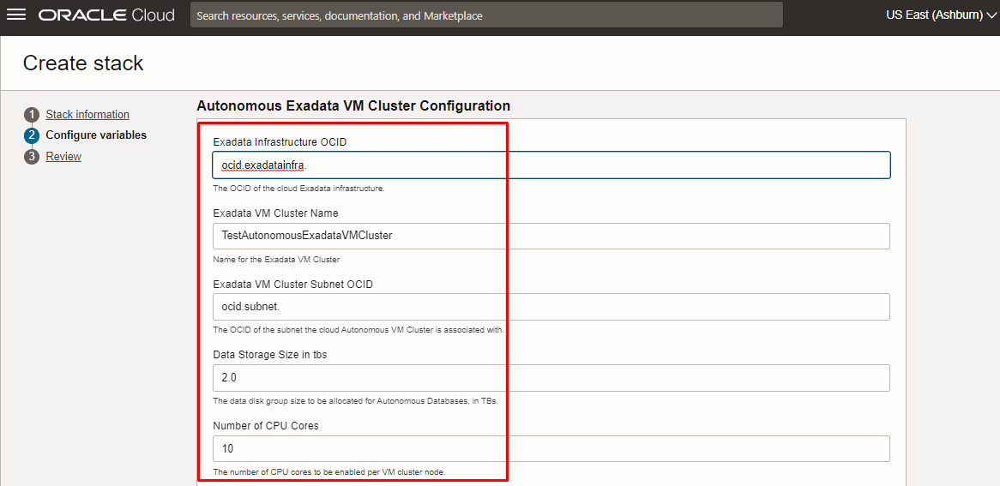 ORACLE Cloud
Search resources, services, documentation, and Marketplace
US East (Ashburn)
Create stack
1 Stack information
2 Configure variables
3 Review
Autonomous Exadata VM Cluster Configuration
Exadata Infrastructure OCID
ocid.exadatainfra.
The OCID of the cloud Exadata infrastructure.
Exadata VM Cluster Name
TestAutonomousExadataVMCluster
Name for the Exadata VM Cluster
Exadata VM Cluster Subnet OCID
ocid.subnet.
The OCID of the subnet the cloud Autonomous VM Cluster is associated with.
Data Storage Size in tbs
2.0
The data disk group size to be allocated for Autonomous Databases, in TBs.
Number of CPU Cores
10
The number of CPU cores to be enabled per VM cluster node.